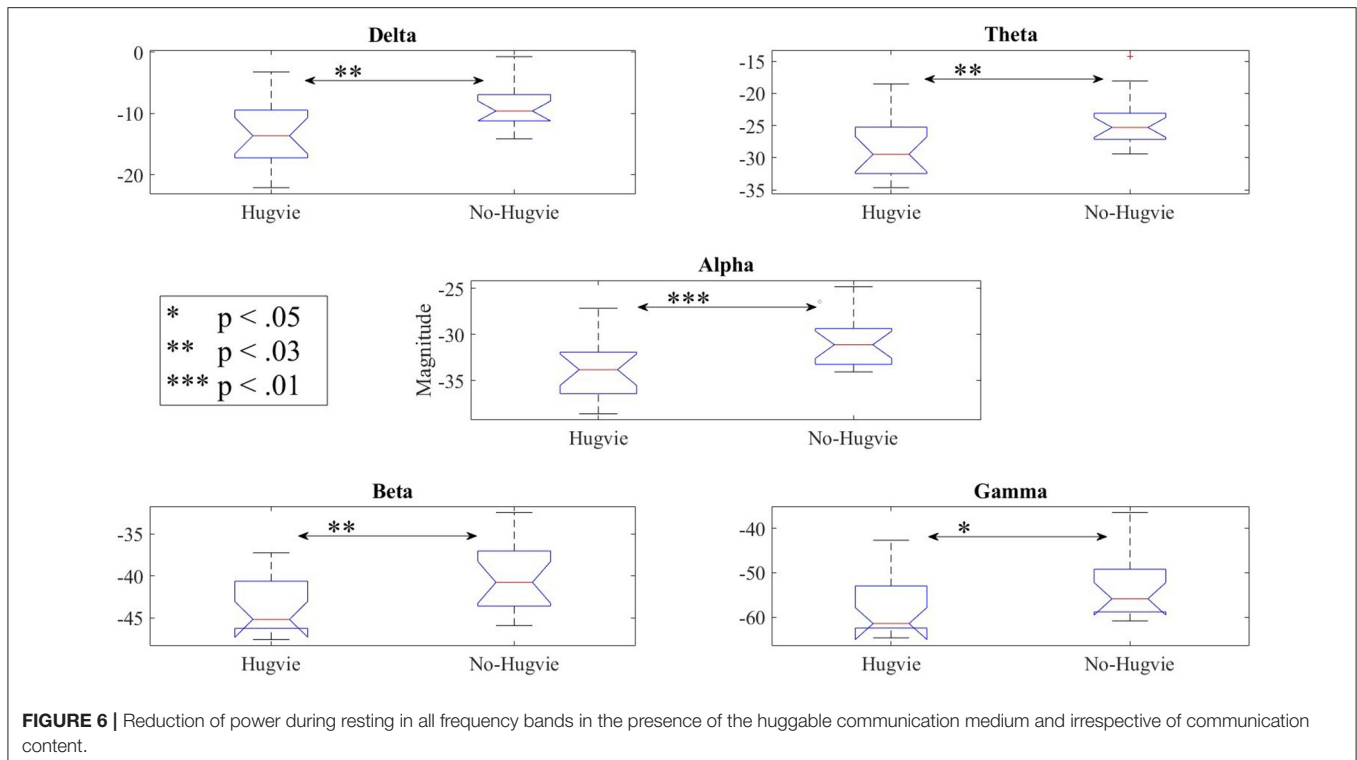 Delta
0
-10
-20
**
Hugvie No-Hugvie
Theta
-15
-20
-25
-30
-35
**
Hugvie No-Hugvie
* p < .05
** p < .03
*** p < .01
Alpha
Magnitude
-25
-30
-35
***
Hugvie No-Hugvie
Beta
-35
-40
-45
**
Hugvie No-Hugvie
Gamma
-40
-50
-60
*
Hugvie No-Hugvie
FIGURE 6 | Reduction of power during resting in all frequency bands in the presence of the huggable communication medium and irrespective of communication
content.